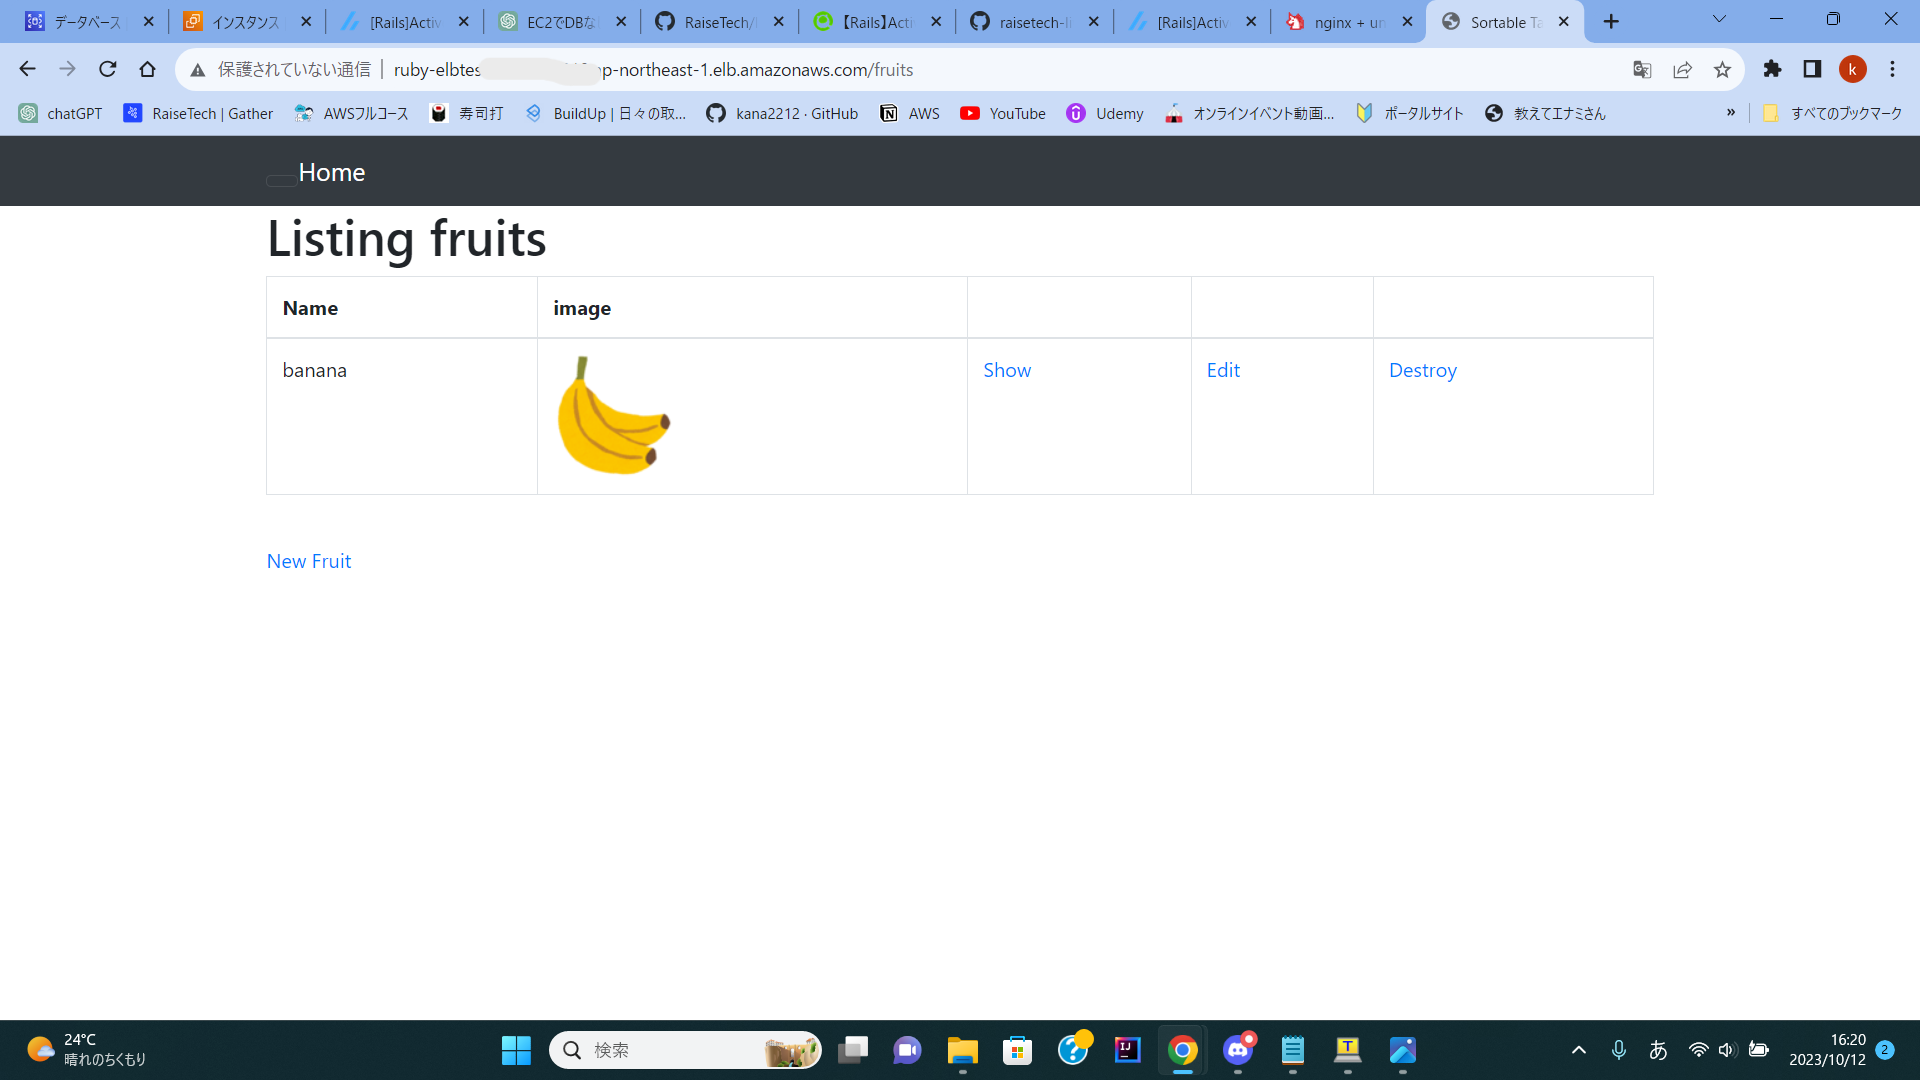 データベース
インスタンス
[Rails]Activ
EC2でDBな
RaiseTech/
【Rails】Acti
raisetech-li
[Rails]Activ
nginx + un
Sortable Ta
保護されていない通信
ruby-elbtes
ap-northeast-1.elb.amazonaws.com/fruits
k
chatGPT
RaiseTech | Gather
AWSフルコース
寿司打
BuildUp | 日々の取...
kana2212 · GitHub
AWS
YouTube
Udemy
オンラインイベント動画...
ポータルサイト
教えてエナミさん
»
すべてのブックマーク
Home
Listing fruits
Name image
banana Show Edit Destroy
New Fruit
24°C
晴れのちくもり
検索
あ
16:20
2023/10/12
2